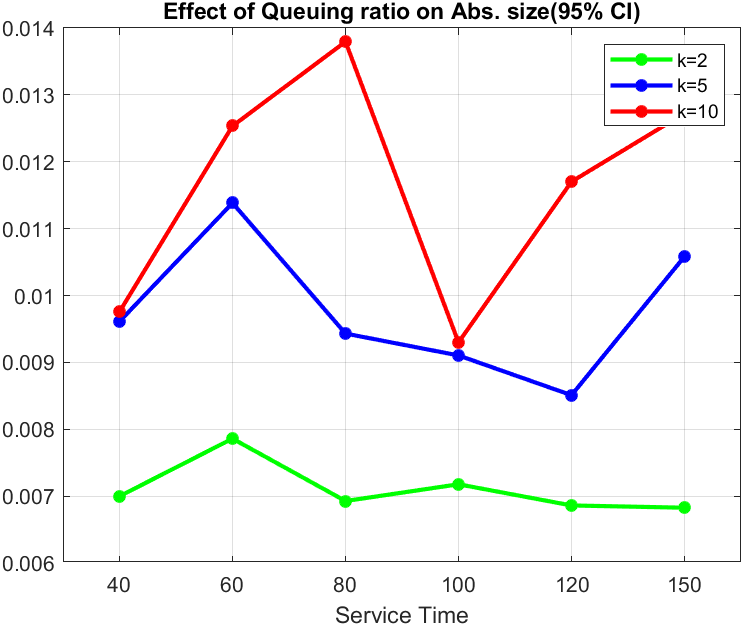 Effect of Queuing ratio on Abs. size(95% CI)
0.014
0.013
0.012
0.011
0.01
0.009
0.008
0.007
0.006
k=2
k=5
k=10
40 60 80 100 120 150
Service Time